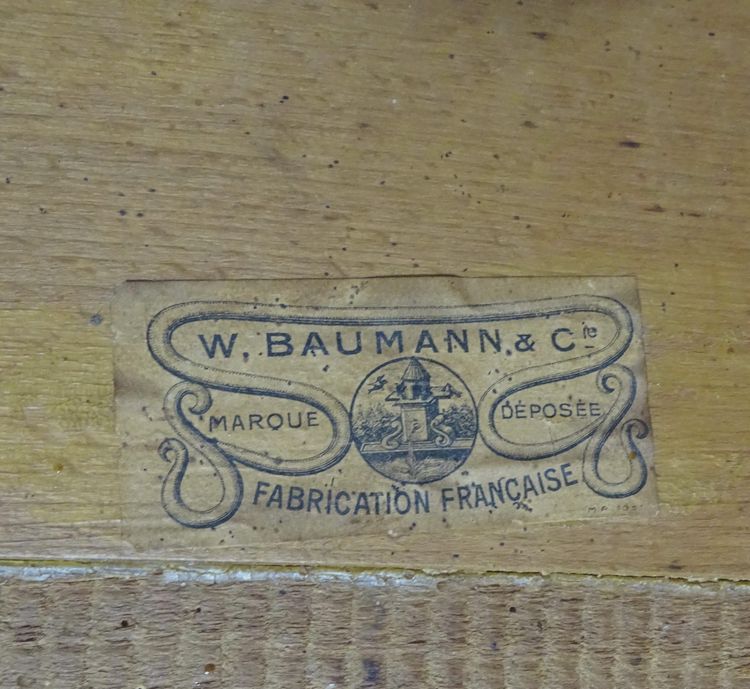 W. BAUMANN. & Cie
MARQUE DÉPOSÉE
FABRICATION FRANÇAISE